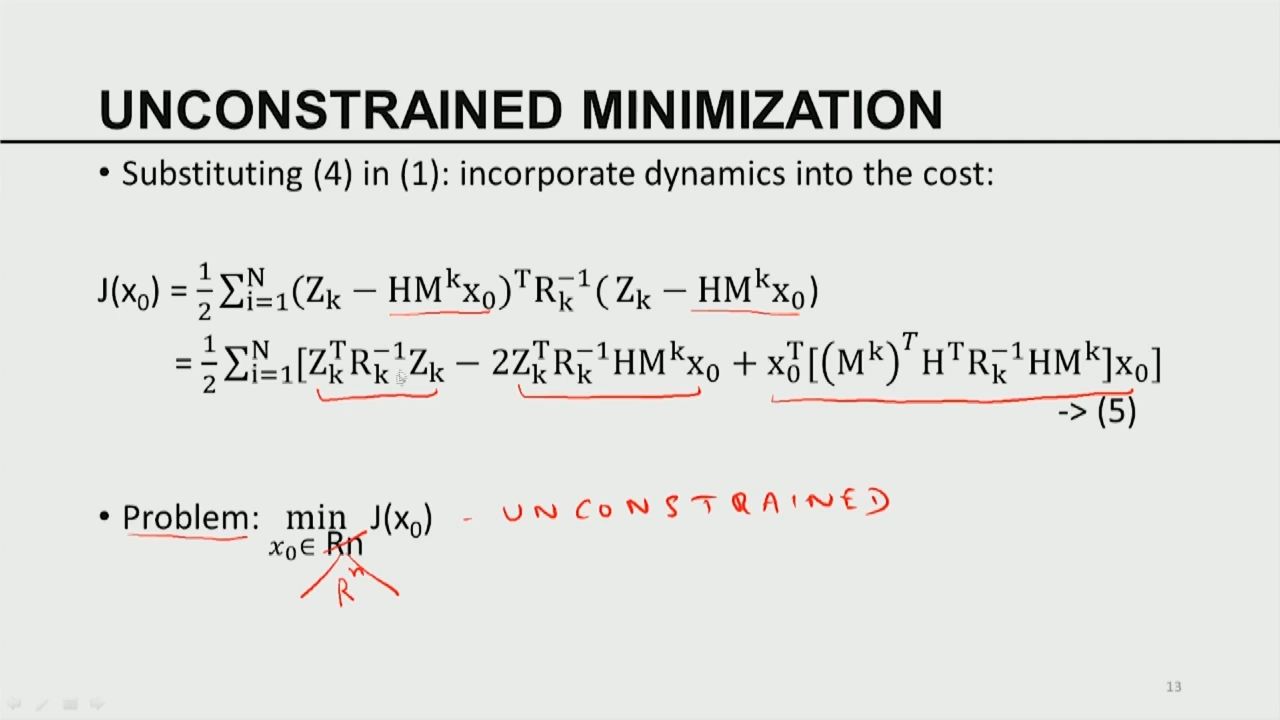 UNCONSTRAINED MINIMIZATION
• Substituting (4) in (1): incorporate dynamics into the cost:
J(x₀) = ½ ∑ᵢ₌₁ᴺ (Zₖ − HMᵏx₀)ᵀRₖ⁻¹( Zₖ − HMᵏx₀)
= ½ ∑ᵢ₌₁ᴺ [ZₖᵀRₖ⁻¹Zₖ − 2ZₖᵀRₖ⁻¹HMᵏx₀ + x₀ᵀ[(Mᵏ)ᵀHᵀRₖ⁻¹HMᵏ]x₀]
-> (5)
• Problem: min J(x₀) - UNCONSTRAINED
x₀∈ Rn
Rⁿ
13